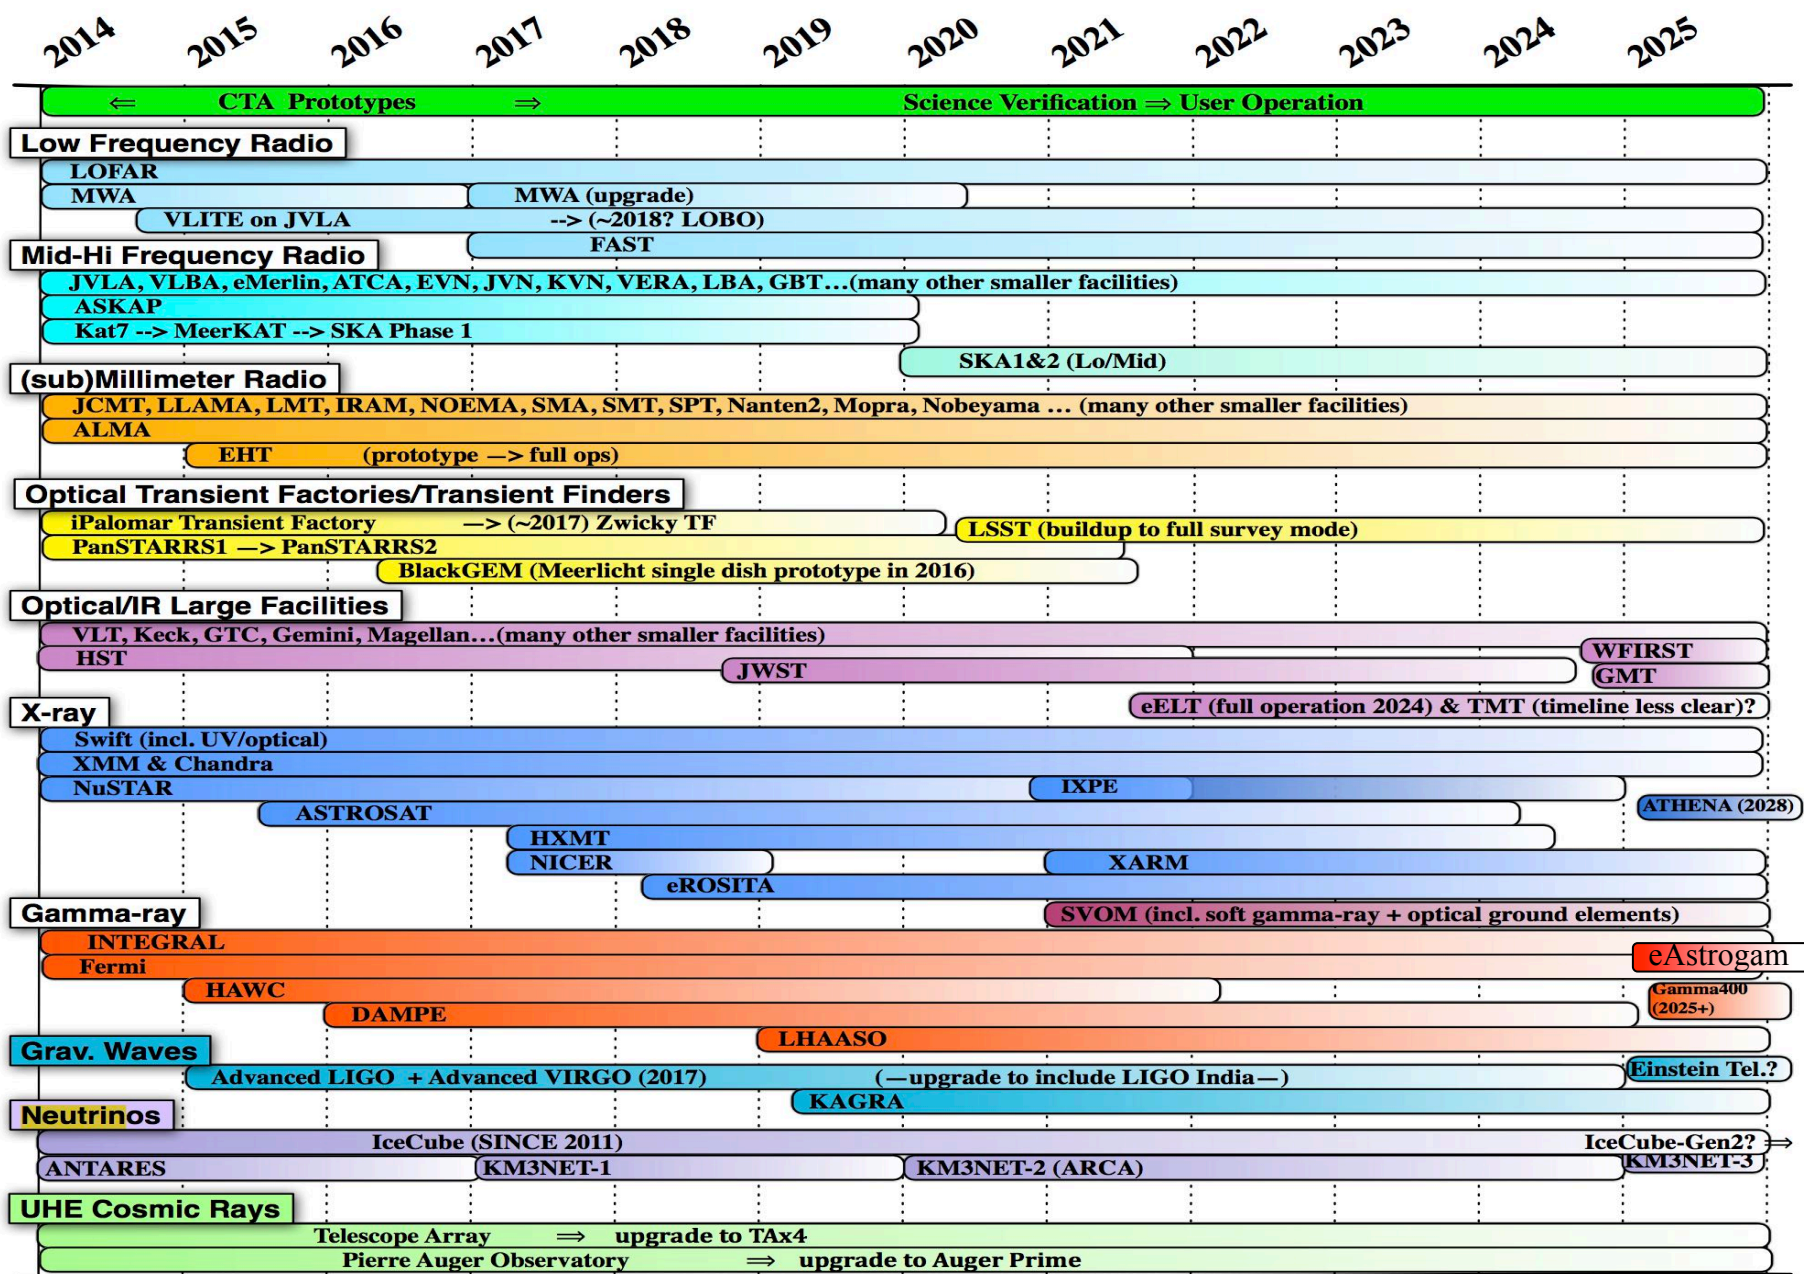 2014 2015 2016 2017 2018 2019 2020 2021 2022 2023 2024 2025
⇐ CTA Prototypes ⇒ Science Verification ⇒ User Operation
Low Frequency Radio
LOFAR
MWA MWA (upgrade)
VLITE on JVLA --> (~2018? LOBO)
FAST
Mid-Hi Frequency Radio
JVLA, VLBA, eMerlin, ATCA, EVN, JVN, KVN, VERA, LBA, GBT...(many other smaller facilities)
ASKAP
Kat7 --> MeerKAT --> SKA Phase 1
SKA1&2 (Lo/Mid)
(sub)Millimeter Radio
JCMT, LLAMA, LMT, IRAM, NOEMA, SMA, SMT, SPT, Nanten2, Mopra, Nobeyama ... (many other smaller facilities)
ALMA
EHT (prototype —> full ops)
Optical Transient Factories/Transient Finders
iPalomar Transient Factory —> (~2017) Zwicky TF
LSST (buildup to full survey mode)
PanSTARRS1 —> PanSTARRS2
BlackGEM (Meerlicht single dish prototype in 2016)
Optical/IR Large Facilities
VLT, Keck, GTC, Gemini, Magellan...(many other smaller facilities)
WFIRST
HST
JWST
GMT
eELT (full operation 2024) & TMT (timeline less clear)?
X-ray
Swift (incl. UV/optical)
XMM & Chandra
NuSTAR IXPE
ATHENA (2028)
ASTROSAT
HXMT
NICER XARM
eROSITA
Gamma-ray
SVOM (incl. soft gamma-ray + optical ground elements)
INTEGRAL
eAstrogam
Fermi
HAWC
Gamma400
(2025+)
DAMPE
LHAASO
Grav. Waves
Advanced LIGO + Advanced VIRGO (2017) (—upgrade to include LIGO India—)
Einstein Tel.?
KAGRA
Neutrinos
IceCube (SINCE 2011) IceCube-Gen2? ⇒
ANTARES KM3NET-1 KM3NET-2 (ARCA) KM3NET-3
UHE Cosmic Rays
Telescope Array ⇒ upgrade to TAx4
Pierre Auger Observatory ⇒ upgrade to Auger Prime